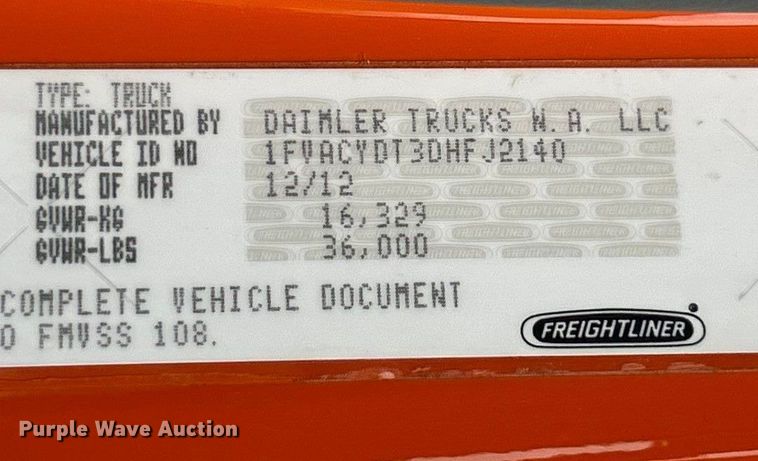 TYPE: TRUCK
MANUFACTURED BY DAIMLER TRUCKS N.A. LLC
VEHICLE ID NO 1FVACYDT3DHFJ2140
DATE OF MFR 12/12
GVWR-KG 16,329
GVWR-LBS 36,000
COMPLETE VEHICLE DOCUMENT
O FMVSS 108.
FREIGHTLINER
Purple Wave Auction